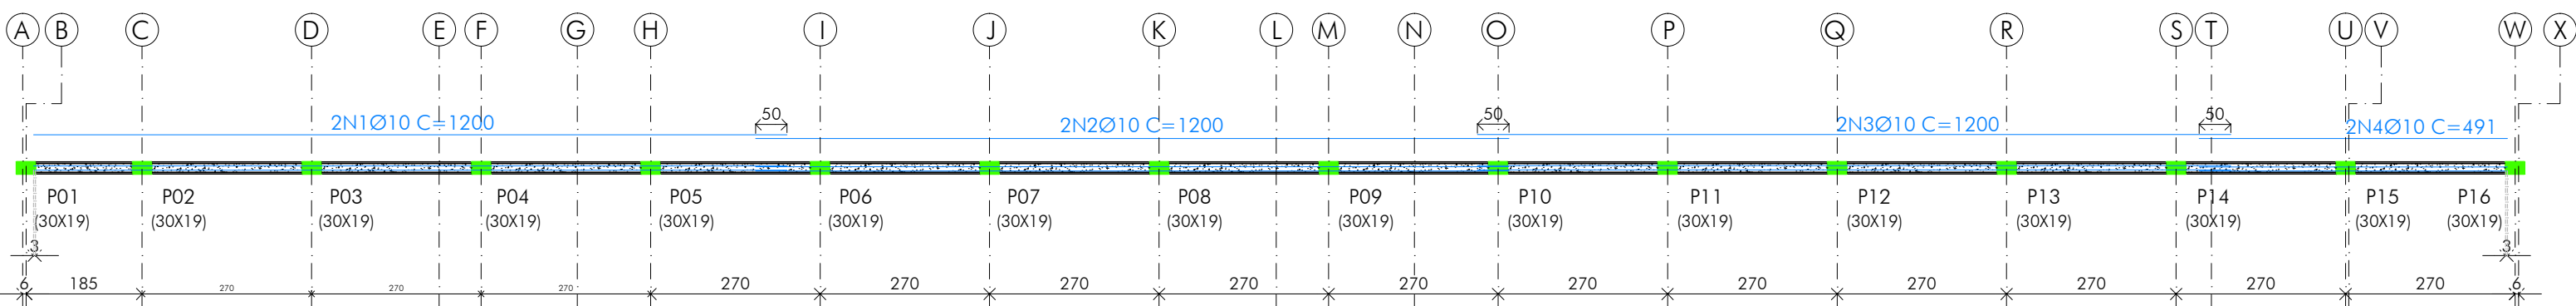 A B C D E F G H I J K L M N O P Q R S T U V W X
50 50 50
2N1Ø10 C=1200 2N2Ø10 C=1200 2N3Ø10 C=1200 2N4Ø10 C=491
P01 P02 P03 P04 P05 P06 P07 P08 P09 P10 P11 P12 P13 P14 P15 P16
(30X19) (30X19) (30X19) (30X19) (30X19) (30X19) (30X19) (30X19) (30X19) (30X19) (30X19) (30X19) (30X19) (30X19) (30X19) (30X19)
3 3
6 185 270 270 270 270 270 270 270 270 270 270 270 270 270 270 6